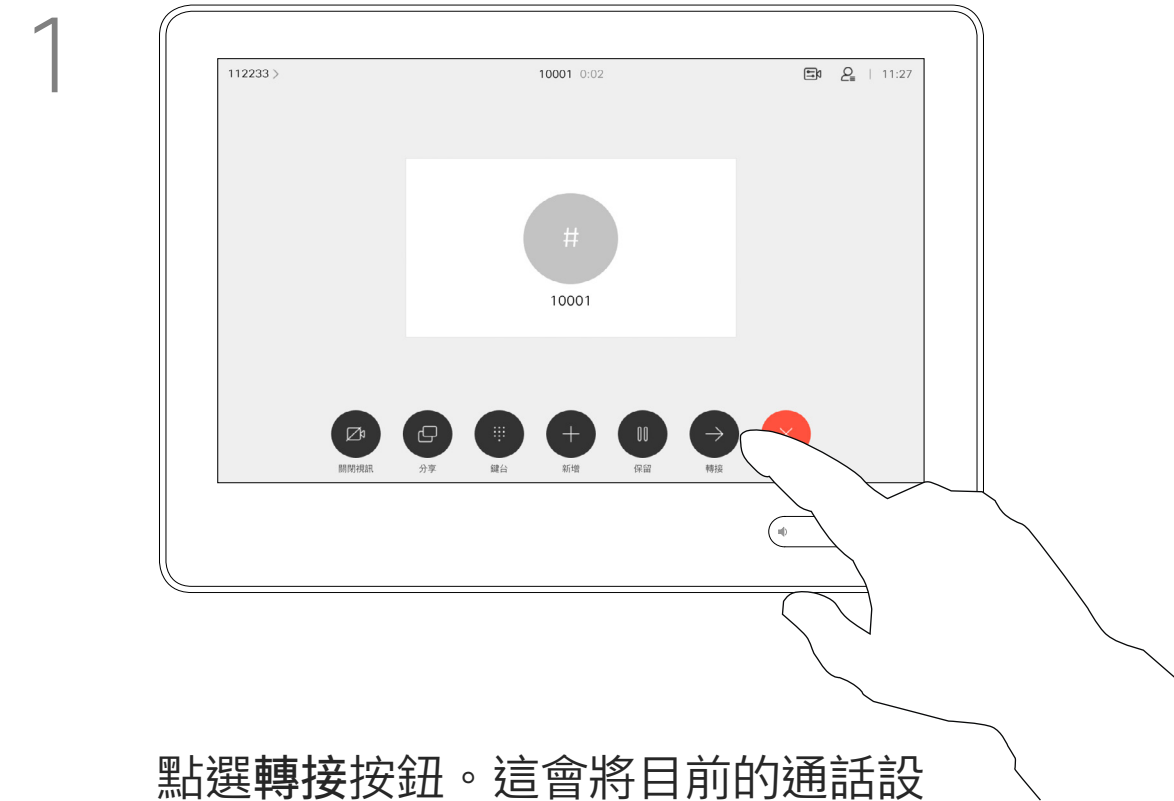 1
112233 >
10001 0:02
| 11:27
#
10001
關閉視訊
分享
鍵台
新增
保留
轉接
點選轉接按鈕。這會將目前的通話設